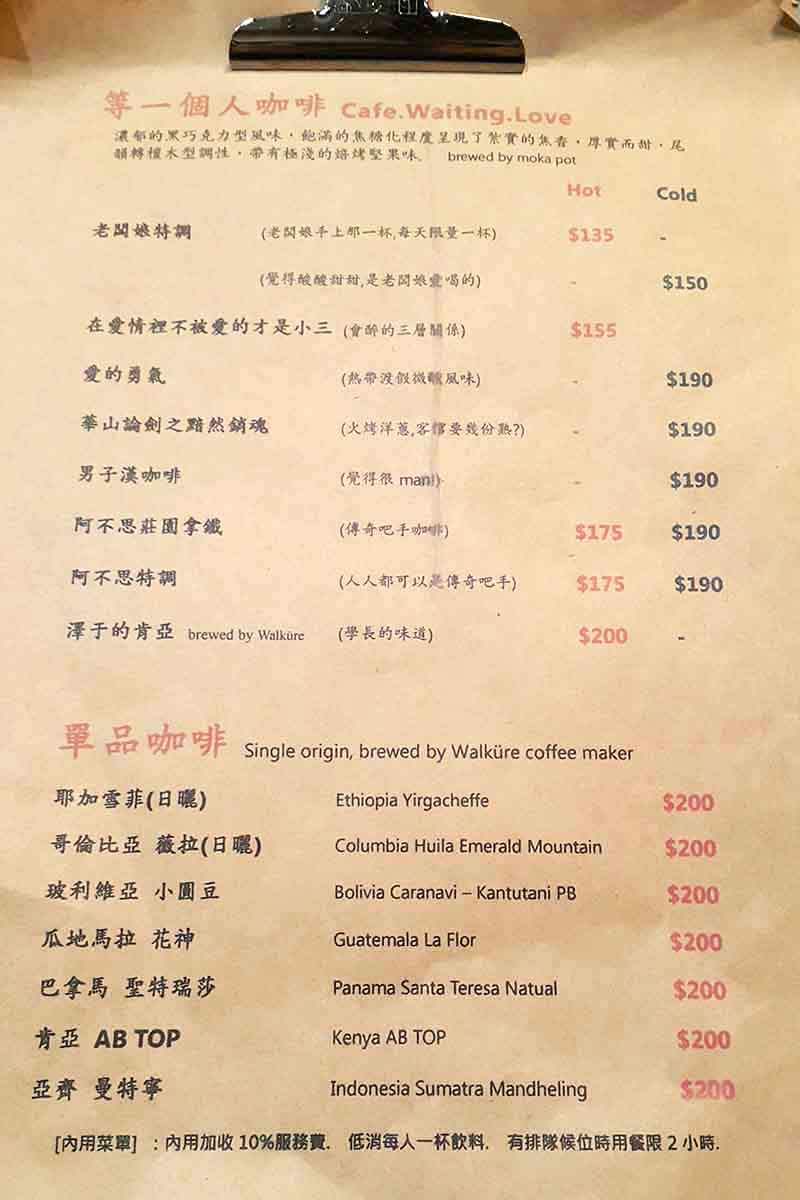 等一個人咖啡 Cafe.Waiting.Love
濃郁的黑巧克力型風味，飽滿的焦糖化程度呈現了紮實的焦香，厚實而甜，尾
韻轉檀木型調性，帶有極淺的焙烤堅果味. brewed by moka pot
Hot Cold
老闆娘特調 (老闆娘手上那一杯,每天限量一杯) $135 -
(覺得酸酸甜甜,是老闆娘愛喝的) - $150
在愛情裡不被愛的才是小三 (會醉的三層關係) $155
愛的勇氣 (熱帶渡假微醺風味) - $190
華山論劍之黯然銷魂 (火烤洋蔥,客倌要幾份熟?) - $190
男子漢咖啡 (覺得很 man!) - $190
阿不思莊園拿鐵 (傳奇吧手咖啡) $175 $190
阿不思特調 (人人都可以是傳奇吧手) $175 $190
澤于的肯亞 brewed by Walküre (學長的味道) $200 -
單品咖啡 Single origin, brewed by Walküre coffee maker
耶加雪菲(日曬) Ethiopia Yirgacheffe $200
哥倫比亞 薇拉(日曬) Columbia Huila Emerald Mountain $200
玻利維亞 小圓豆 Bolivia Caranavi – Kantutani PB $200
瓜地馬拉 花神 Guatemala La Flor $200
巴拿馬 聖特瑞莎 Panama Santa Teresa Natual $200
肯亞 AB TOP Kenya AB TOP $200
亞齊 曼特寧 Indonesia Sumatra Mandheling $200
[內用菜單] : 內用加收 10%服務費. 低消每人一杯飲料. 有排隊候位時用餐限 2 小時.